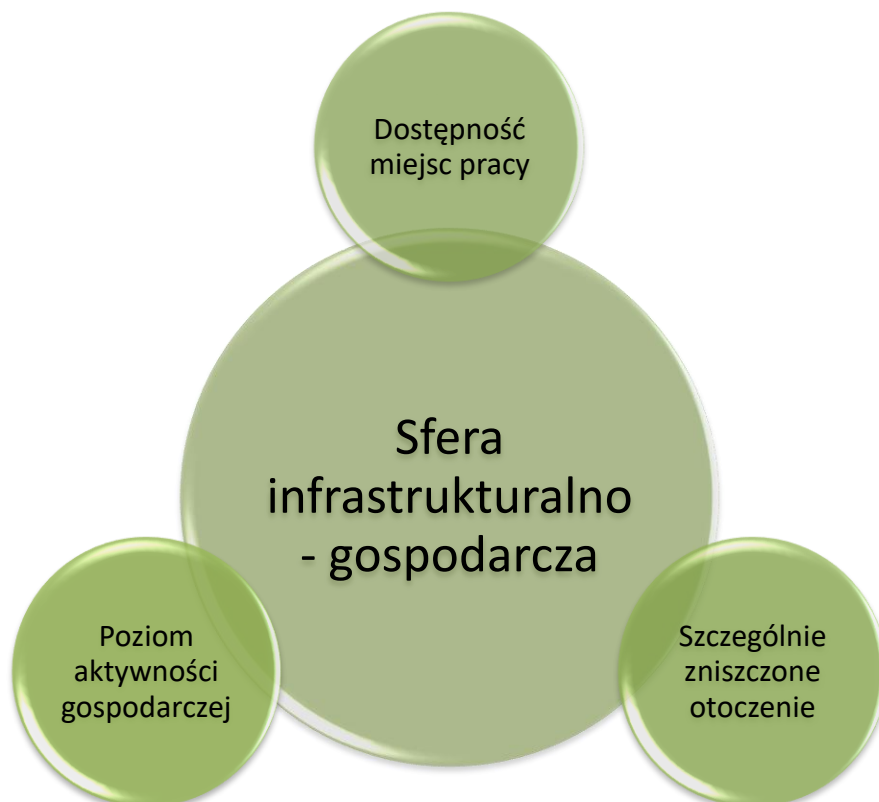 Dostępność
miejsc pracy
Sfera
infrastrukturalno
- gospodarcza
Poziom
aktywności
gospodarczej
Szczególnie
zniszczone
otoczenie